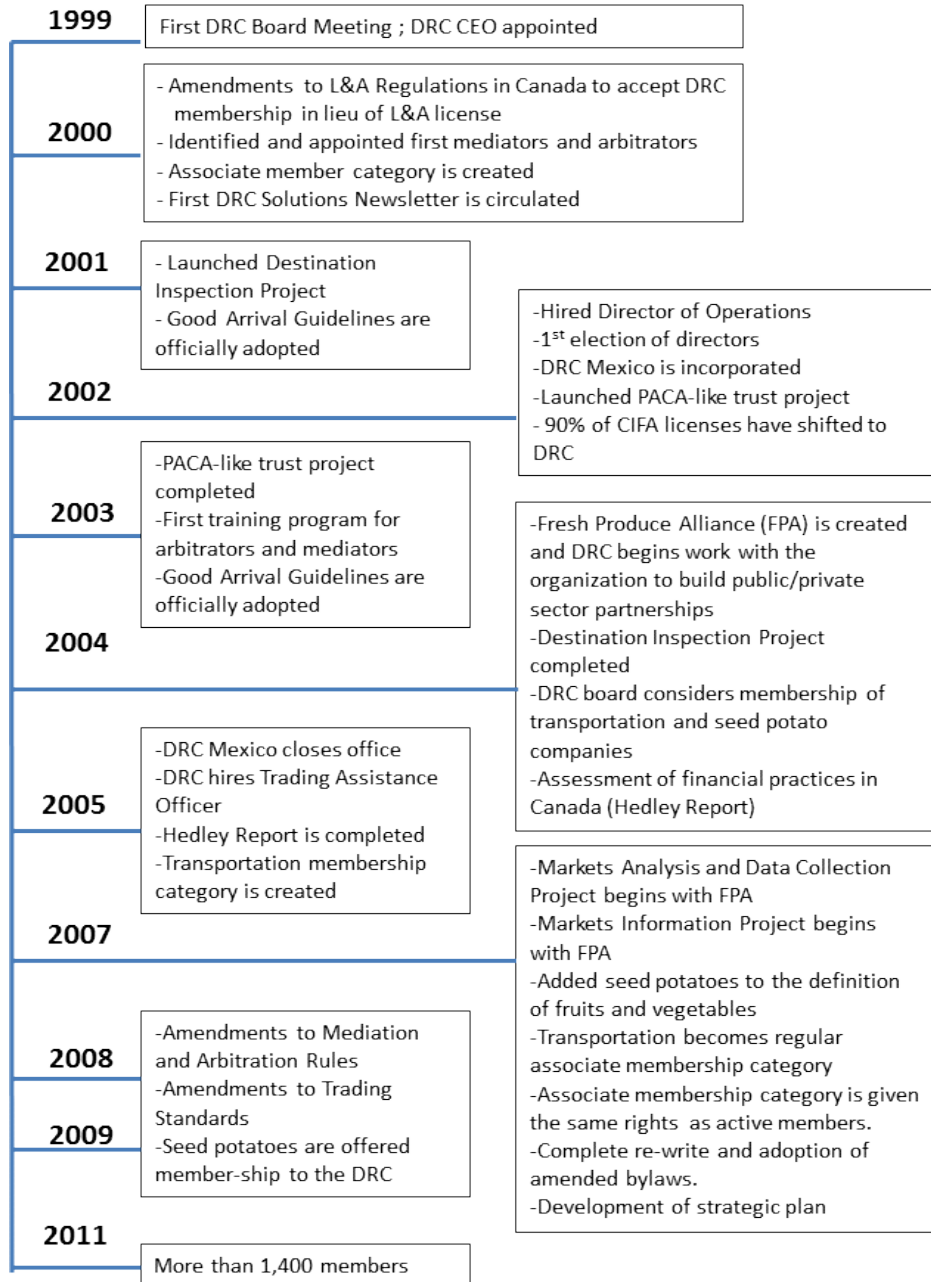 1999
First DRC Board Meeting ; DRC CEO appointed
2000
- Amendments to L&A Regulations in Canada to accept DRC
membership in lieu of L&A license
- Identified and appointed first mediators and arbitrators
- Associate member category is created
- First DRC Solutions Newsletter is circulated
2001
- Launched Destination
Inspection Project
- Good Arrival Guidelines are
officially adopted
2002
-Hired Director of Operations
-1st election of directors
-DRC Mexico is incorporated
-Launched PACA-like trust project
- 90% of CIFA licenses have shifted to
DRC
2003
-PACA-like trust project
completed
-First training program for
arbitrators and mediators
-Good Arrival Guidelines are
officially adopted
2004
-Fresh Produce Alliance (FPA) is created
and DRC begins work with the
organization to build public/private
sector partnerships
-Destination Inspection Project
completed
-DRC board considers membership of
transportation and seed potato
companies
-Assessment of financial practices in
Canada (Hedley Report)
2005
-DRC Mexico closes office
-DRC hires Trading Assistance
Officer
-Hedley Report is completed
-Transportation membership
category is created
2007
-Markets Analysis and Data Collection
Project begins with FPA
-Markets Information Project begins
with FPA
-Added seed potatoes to the definition
of fruits and vegetables
-Transportation becomes regular
associate membership category
-Associate membership category is given
the same rights as active members.
-Complete re-write and adoption of
amended bylaws.
-Development of strategic plan
2008
-Amendments to Mediation
and Arbitration Rules
-Amendments to Trading
Standards
2009
-Seed potatoes are offered
member-ship to the DRC
2011
More than 1,400 members